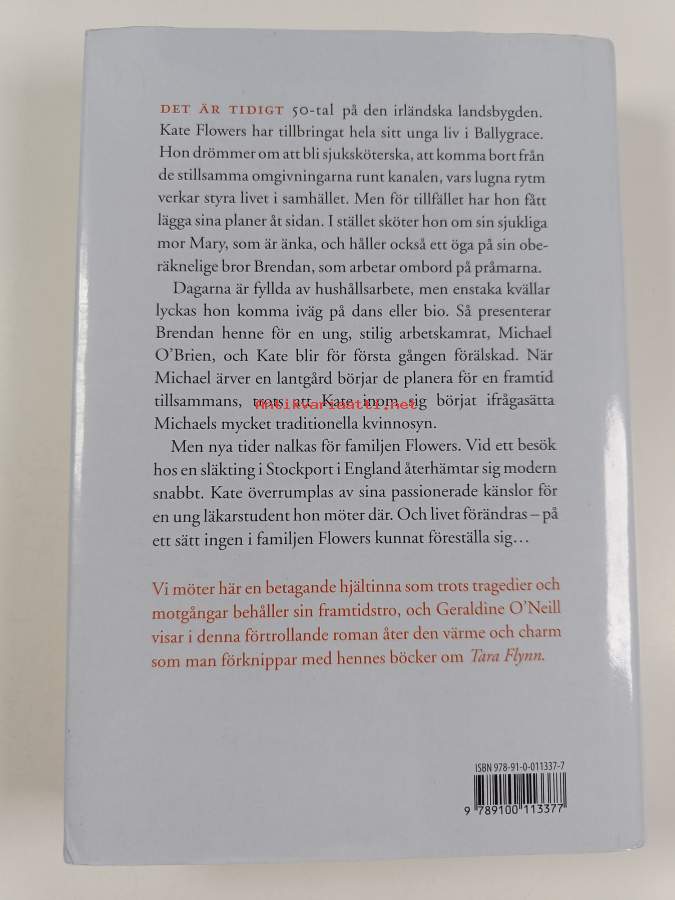 DET ÄR TIDIGT 50-tal på den irländska landsbygden.
Kate Flowers har tillbringat hela sitt unga liv i Ballygrace.
Hon drömmer om att bli sjuksköterska, att komma bort från
de stillsamma omgivningarna runt kanalen, vars lugna rytm
verkar styra livet i samhället. Men för tillfället har hon fått
lägga sina planer åt sidan. I stället sköter hon om sin sjukliga
mor Mary, som är änka, och håller också ett öga på sin obe-
räknelige bror Brendan, som arbetar ombord på pråmarna.
Dagarna är fyllda av hushållsarbete, men enstaka kvällar
lyckas hon komma iväg på dans eller bio. Så presenterar
Brendan henne för en ung, stilig arbetskamrat, Michael
O'Brien, och Kate blir för första gången förälskad. När
Michael ärver en lantgård börjar de planera för en framtid
tillsammans, trots att Kate inom sig börjat ifrågasätta
Antikvariaatti.net
Michaels mycket traditionella kvinnosyn.
Men nya tider nalkas för familjen Flowers. Vid ett besök
hos en släkting i Stockport i England återhämtar sig modern
snabbt. Kate överrumplas av sina passionerade känslor för
en ung läkarstudent hon möter där. Och livet förändras – på
ett sätt ingen i familjen Flowers kunnat föreställa sig…
Vi möter här en betagande hjältinna som trots tragedier och
motgångar behåller sin framtidstro, och Geraldine O'Neill
visar i denna förtrollande roman åter den värme och charm
som man förknippar med hennes böcker om Tara Flynn.
ISBN 978-91-0-011337-7
9 789100 113377